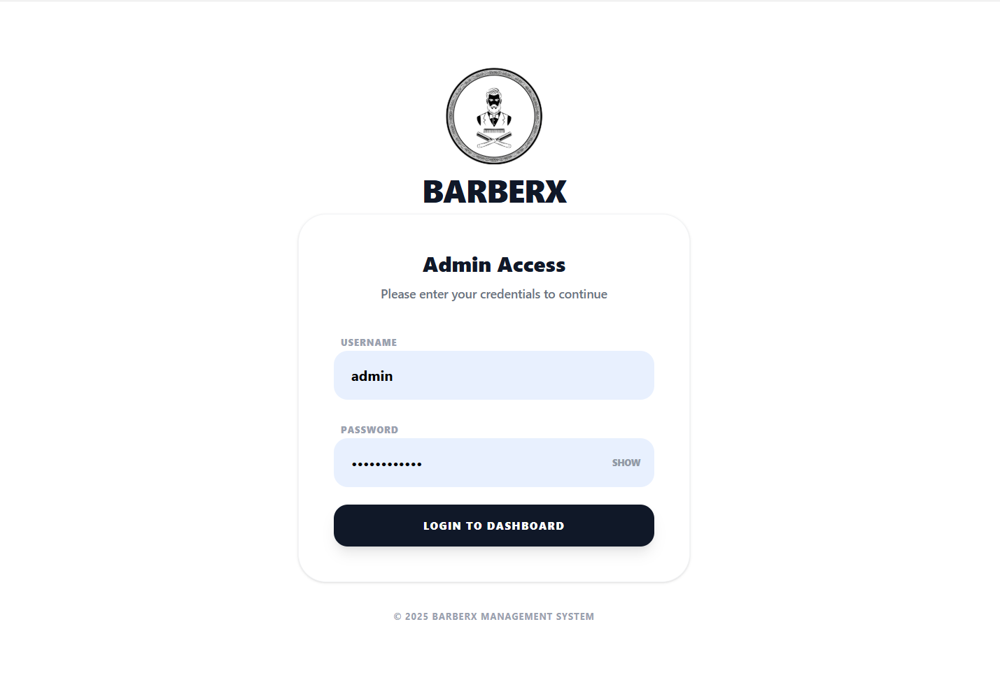 BARBERX
Admin Access
Please enter your credentials to continue
USERNAME
admin
PASSWORD
••••••••••••
SHOW
LOGIN TO DASHBOARD
© 2025 BARBERX MANAGEMENT SYSTEM